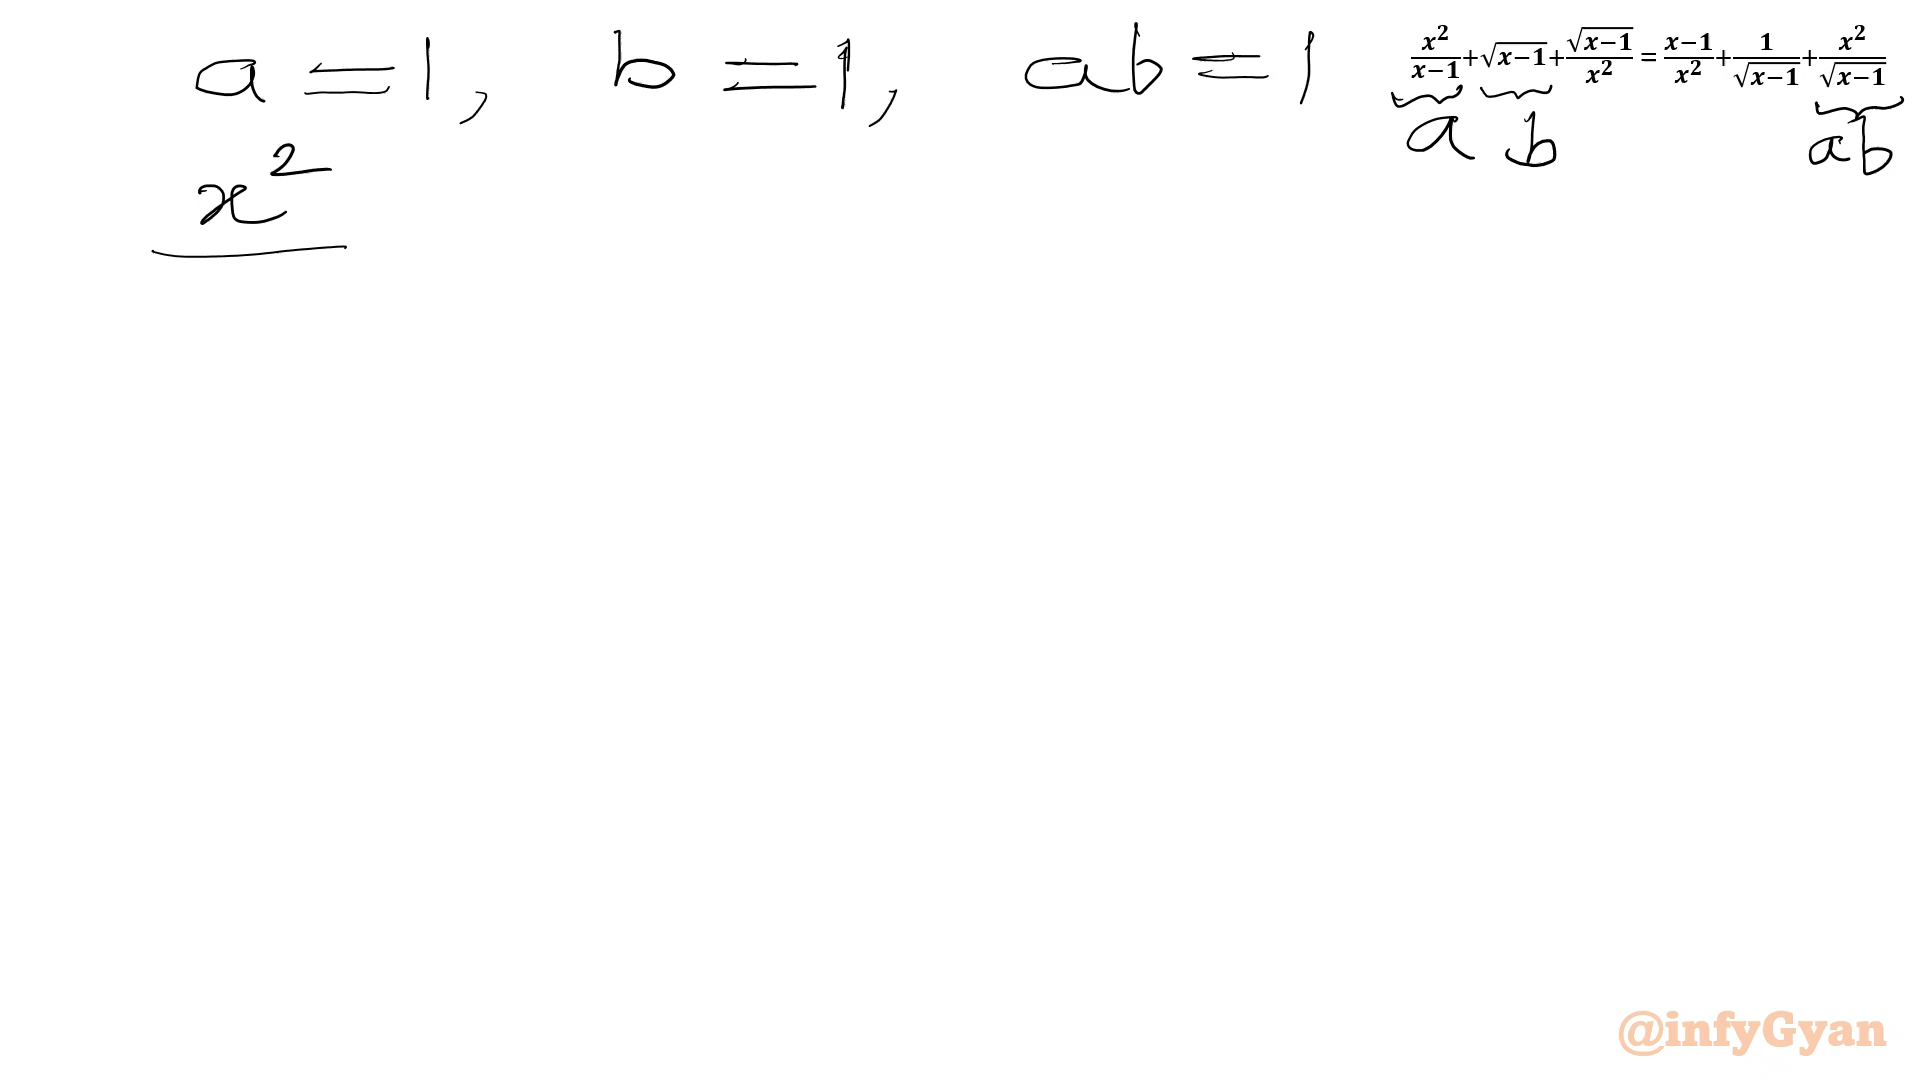 a = 1, b = 1, ab = 1
x²/(x−1) + √(x−1) + √(x−1)/x² = (x−1)/x² + 1/√(x−1) + x²/√(x−1)
a b ab
x²
@infyGyan